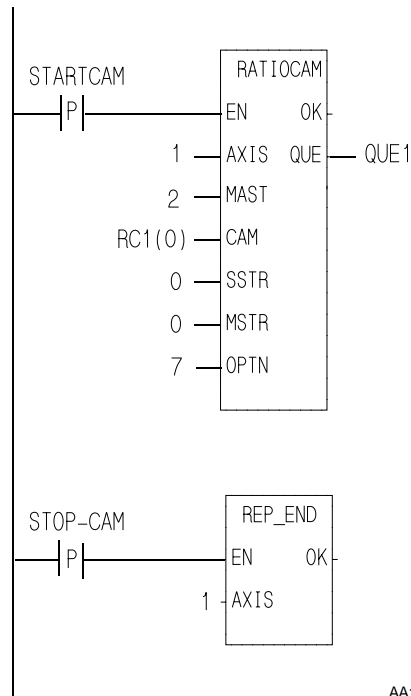 RATIOCAM
STARTCAM
P
EN OK
1 AXIS QUE QUE1
2 MAST
RC1(0) CAM
0 SSTR
0 MSTR
7 OPTN
REP_END
STOP-CAM
P
EN OK
1 AXIS